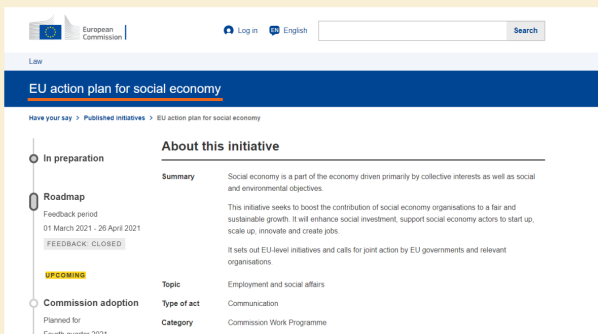 European
Commission
Log in
EN English
Search
Law
EU action plan for social economy
Have your say > Published initiatives > EU action plan for social economy
In preparation
Roadmap
Feedback period
01 March 2021 - 26 April 2021
FEEDBACK: CLOSED
UPCOMING
Commission adoption
Planned for
Fourth quarter 2021
About this initiative
Summary
Social economy is a part of the economy driven primarily by collective interests as well as social
and environmental objectives.
This initiative seeks to boost the contribution of social economy organisations to a fair and
sustainable growth. It will enhance social investment, support social economy actors to start up,
scale up, innovate and create jobs.
It sets out EU-level initiatives and calls for joint action by EU governments and relevant
organisations.
Topic
Employment and social affairs
Type of act
Communication
Category
Commission Work Programme